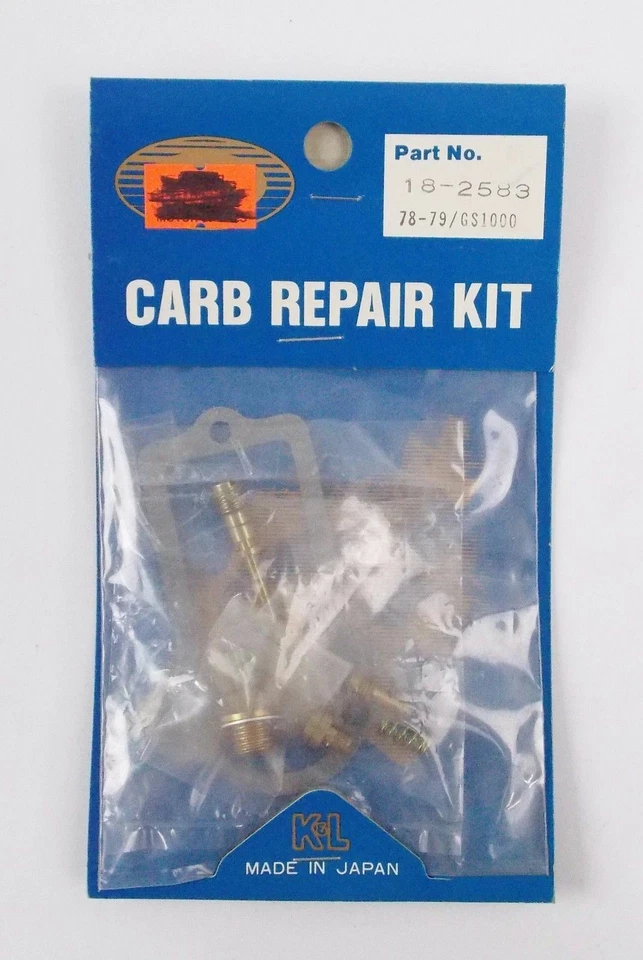 Part No.
18-2583
78-79/GS1000
CARB REPAIR KIT
K&L
MADE IN JAPAN